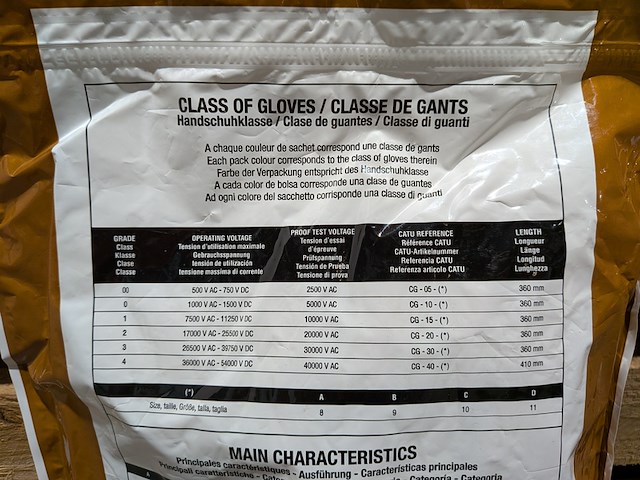 CLASS OF GLOVES / CLASSE DE GANTS
Handschuhklasse / Clase de guantes / Classe di guanti
A chaque couleur de sachet correspond une classe de gants
Each pack colour corresponds to the class of gloves therein
Farbe der Verpackung entspricht des Handschuhklasse
A cada color de bolsa corresponde una clase de guantes
Ad ogni colore del sacchetto corrisponde una classe di guanti
GRADE OPERATING VOLTAGE PROOF TEST VOLTAGE CATU REFERENCE LENGTH
Class Tension d'utilisation maximale Tension d'essai Référence CATU Longueur
Klasse Gebrauchsspannung d'épreuve CATU-Artikelnummer Länge
Clase tensión de utilización Prüfspannung Referencia CATU Longitud
Classe tensione massima di corrente Tensión de Prueba Referenza articolo CATU Lunghezza
Tensione di prova
00 500 V AC - 750 V DC 2500 V AC CG - 05 - (*) 360 mm
0 1000 V AC - 1500 V DC 5000 V AC CG - 10 - (*) 360 mm
1 7500 V AC - 11250 V DC 10000 V AC CG - 15 - (*) 360 mm
2 17000 V AC - 25500 V DC 20000 V AC CG - 20 - (*) 360 mm
3 26500 V AC - 39750 V DC 30000 V AC CG - 30 - (*) 360 mm
4 36000 V AC - 54000 V DC 40000 V AC CG - 40 - (*) 410 mm
(*) A B C D
Size, taille, Größe, talla, taglia 8 9 10 11
MAIN CHARACTERISTICS
Principales caractéristiques - Ausführung - Características principales
Principali caratteristiche - Categoria - Categoria
A